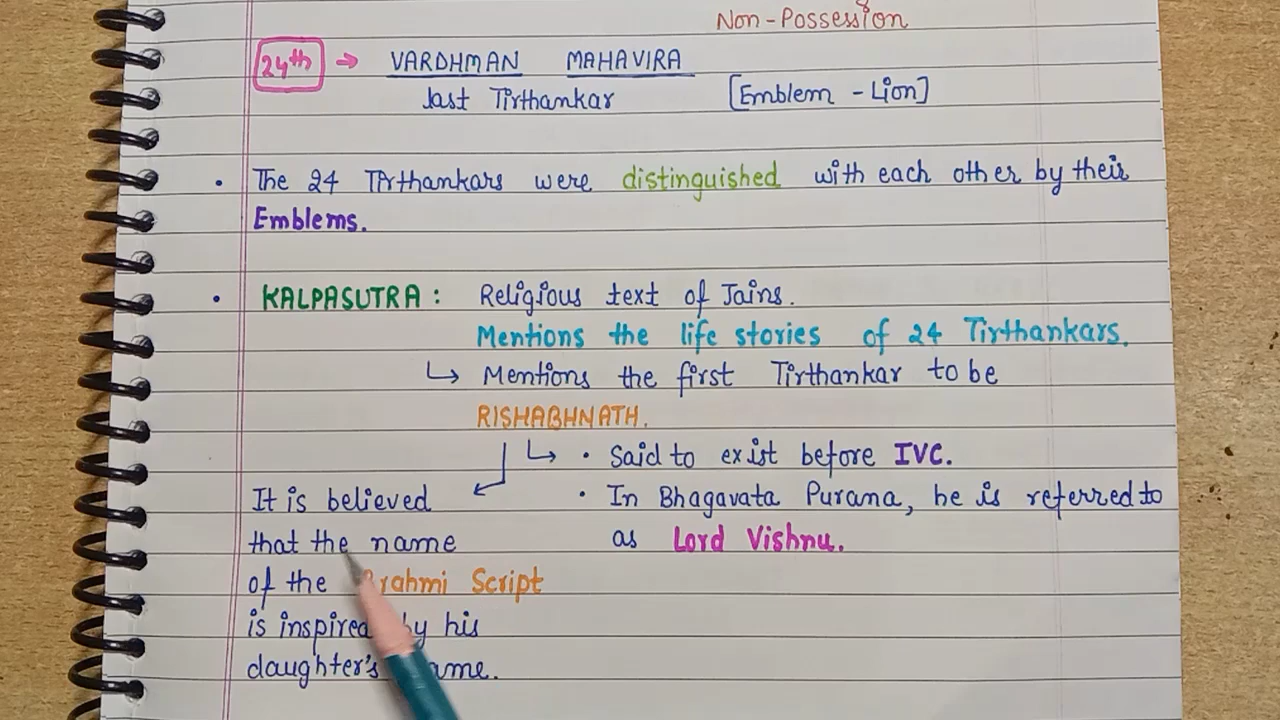 Non-Possession
24th → VARDHMAN MAHAVIRA
last Tirthankar [Emblem - Lion]
• The 24 Tirthankars were distinguished with each other by their
Emblems.
• KALPASUTRA : Religious text of Jains.
Mentions the life stories of 24 Tirthankars.
↳ Mentions the first Tirthankar to be
RISHABHNATH.
↳ • Said to exist before IVC.
• In Bhagavata Purana, he is referred to
as Lord Vishnu.
It is believed
that the name
of the Brahmi Script
is inspired by his
daughter's name.